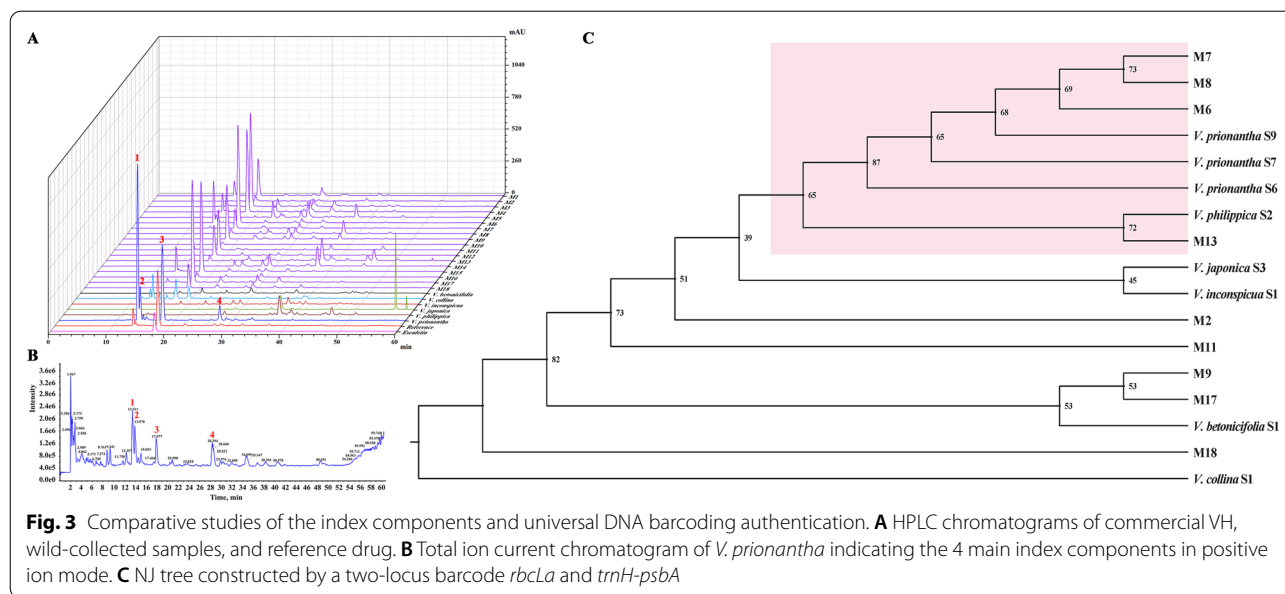 A
mAU
1040
780
520
260
0
1
2
3
4
M1
M2
M3
M4
M5
M6
M7
M8
M9
M10
M11
M12
M13
M14
M15
M16
M17
M18
V. betonicifolia
V. collina
V. inconspicua
V. japonica
V. philippica
V. prionantha
Reference
Esculetin
0 10 20 30 40 50 60
min
B
Intensity
3.6e6
3.2e6
2.8e6
2.4e6
2.0e6
1.6e6
1.2e6
8.0e5
4.0e5
0.0e0
1
2
3
4
2 4 6 8 10 12 14 16 18 20 22 24 26 28 30 32 34 36 38 40 42 44 46 48 50 52 54 56 58 60
Time, min
C
M7
73
M8
69
M6
68
V. prionantha S9
65
V. prionantha S7
87
V. prionantha S6
65
V. philippica S2
72
M13
39
V. japonica S3
45
V. inconspicua S1
51
M2
73
M11
82
M9
53
M17
53
V. betonicifolia S1
M18
V. collina S1
Fig. 3 Comparative studies of the index components and universal DNA barcoding authentication. A HPLC chromatograms of commercial VH,
wild-collected samples, and reference drug. B Total ion current chromatogram of V. prionantha indicating the 4 main index components in positive
ion mode. C NJ tree constructed by a two-locus barcode rbcLa and trnH-psbA